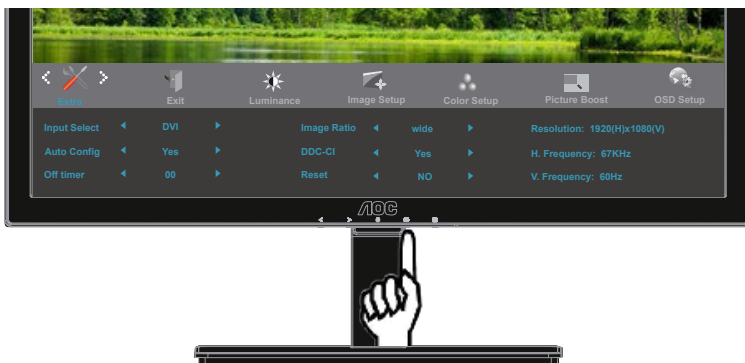 Extra Exit Luminance Image Setup Color Setup Picture Boost OSD Setup
Input Select DVI Image Ratio wide Resolution: 1920(H)x1080(V)
Auto Config Yes DDC-CI Yes H. Frequency: 67KHz
Off timer 00 Reset NO V. Frequency: 60Hz
AOC